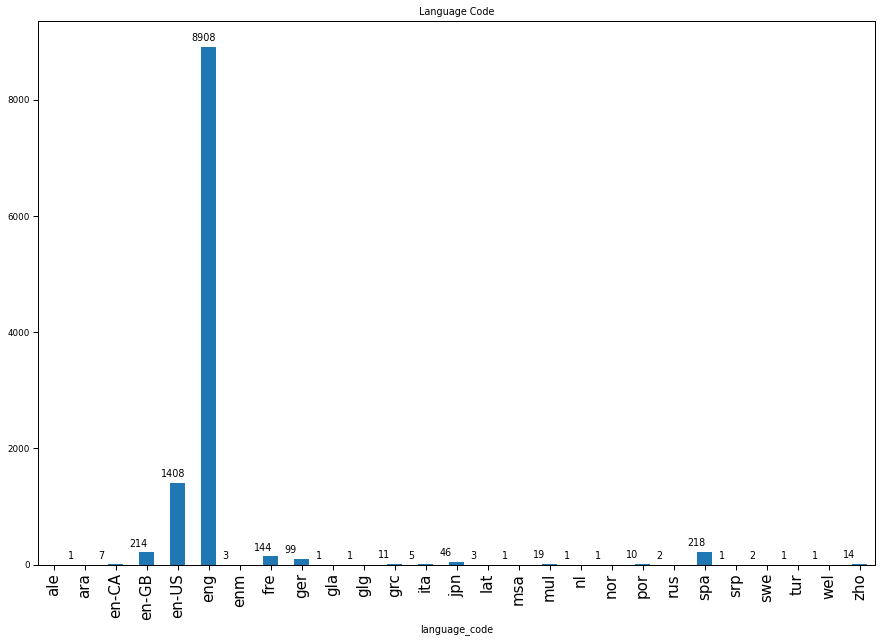 Language Code
8908
8000
6000
4000
2000
0
1
7
214
1408
3
144
99
1
1
11
5
46
3
1
19
1
1
10
2
218
1
2
1
1
14
ale
ara
en-CA
en-GB
en-US
eng
enm
fre
ger
gla
glg
grc
ita
jpn
lat
msa
mul
nl
nor
por
rus
spa
srp
swe
tur
wel
zho
language_code